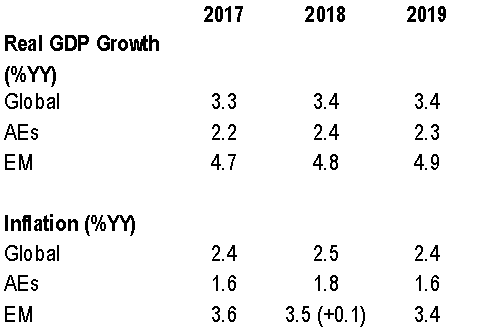 2017 2018 2019
Real GDP Growth
(%YY)
Global 3.3 3.4 3.4
AEs 2.2 2.4 2.3
EM 4.7 4.8 4.9
Inflation (%YY)
Global 2.4 2.5 2.4
AEs 1.6 1.8 1.6
EM 3.6 3.5 (+0.1) 3.4